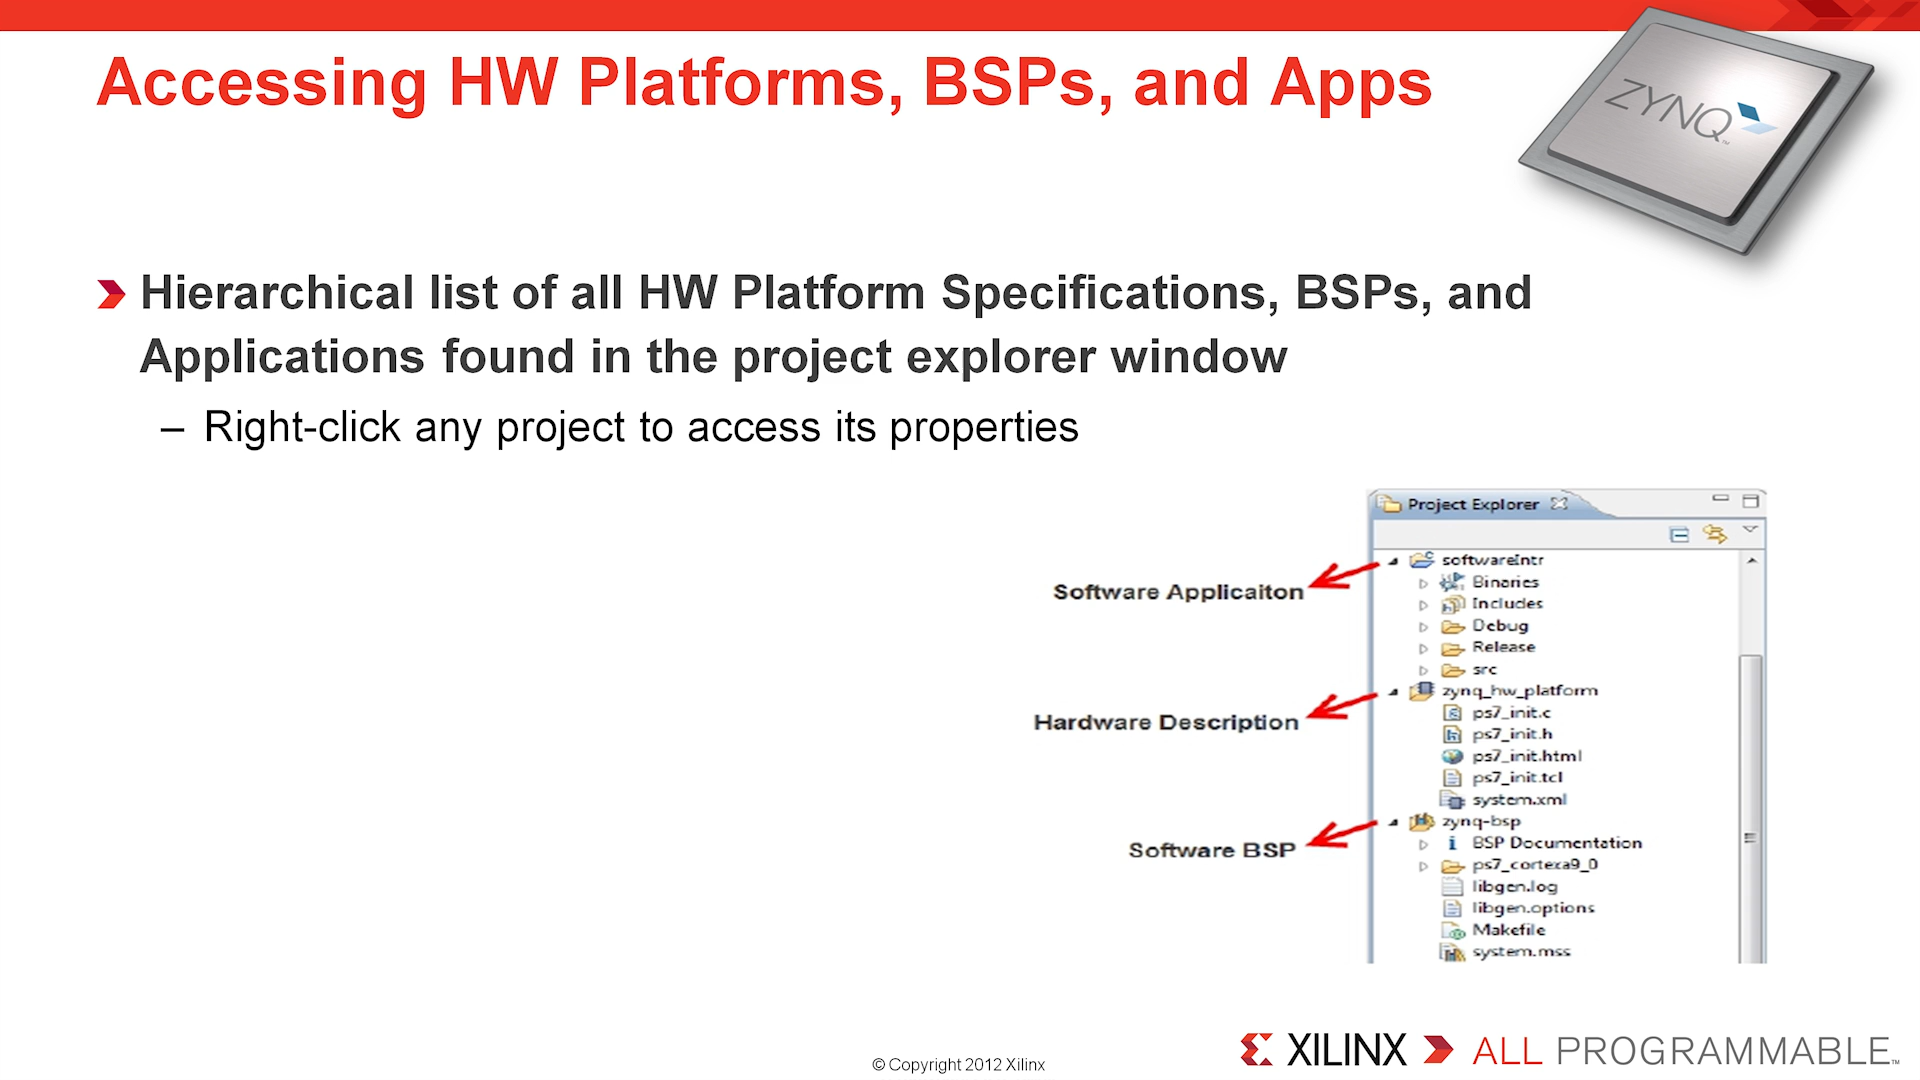 Accessing HW Platforms, BSPs, and Apps
ZYNQ
Hierarchical list of all HW Platform Specifications, BSPs, and
Applications found in the project explorer window
– Right-click any project to access its properties
Project Explorer
softwareIntr
Software Applicaiton
Binaries
Includes
Debug
Release
src
zynq_hw_platform
Hardware Description
ps7_init.c
ps7_init.h
ps7_init.html
ps7_init.tcl
system.xml
zynq-bsp
Software BSP
BSP Documentation
ps7_cortexa9_0
libgen.log
libgen.options
Makefile
system.mss
© Copyright 2012 Xilinx
XILINX ALL PROGRAMMABLE™